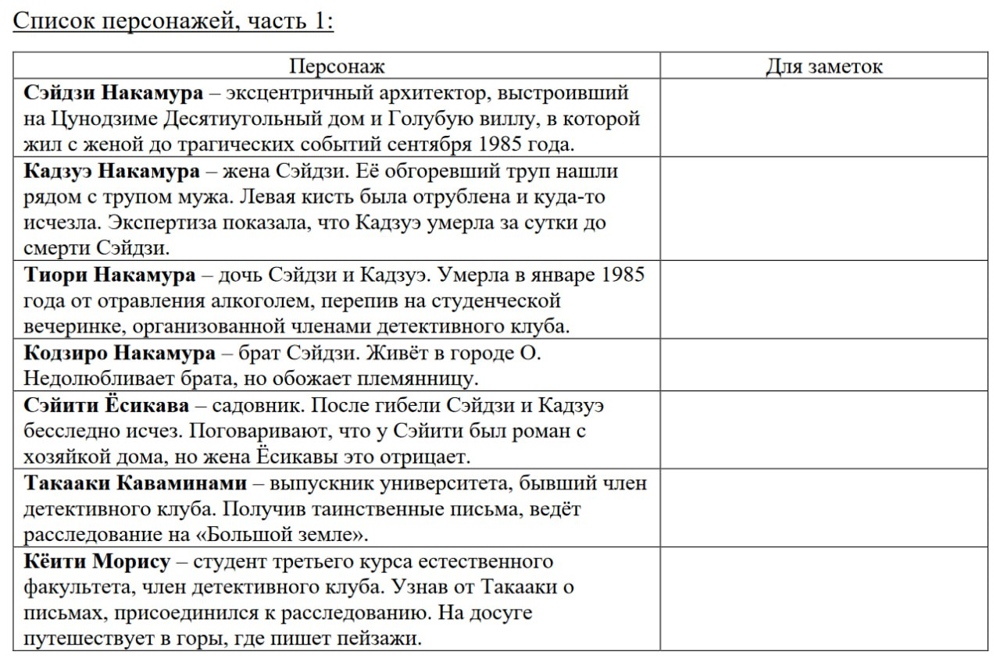 Список персонажей, часть 1:
Персонаж
Для заметок
Сэйдзи Накамура – эксцентричный архитектор, выстроивший
на Цунодзиме Десятиугольный дом и Голубую виллу, в которой
жил с женой до трагических событий сентября 1985 года.
Кадзуэ Накамура – жена Сэйдзи. Её обгоревший труп нашли
рядом с трупом мужа. Левая кисть была отрублена и куда-то
исчезла. Экспертиза показала, что Кадзуэ умерла за сутки до
смерти Сэйдзи.
Тиори Накамура – дочь Сэйдзи и Кадзуэ. Умерла в январе 1985
года от отравления алкоголем, перепив на студенческой
вечеринке, организованной членами детективного клуба.
Кодзиро Накамура – брат Сэйдзи. Живёт в городе О.
Недолюбливает брата, но обожает племянницу.
Сэйити Ёсикава – садовник. После гибели Сэйдзи и Кадзуэ
бесследно исчез. Поговаривают, что у Сэйити был роман с
хозяйкой дома, но жена Ёсикавы это отрицает.
Такааки Каваминами – выпускник университета, бывший член
детективного клуба. Получив таинственные письма, ведёт
расследование на «Большой земле».
Кёити Морису – студент третьего курса естественного
факультета, член детективного клуба. Узнав от Такааки о
письмах, присоединился к расследованию. На досуге
путешествует в горы, где пишет пейзажи.